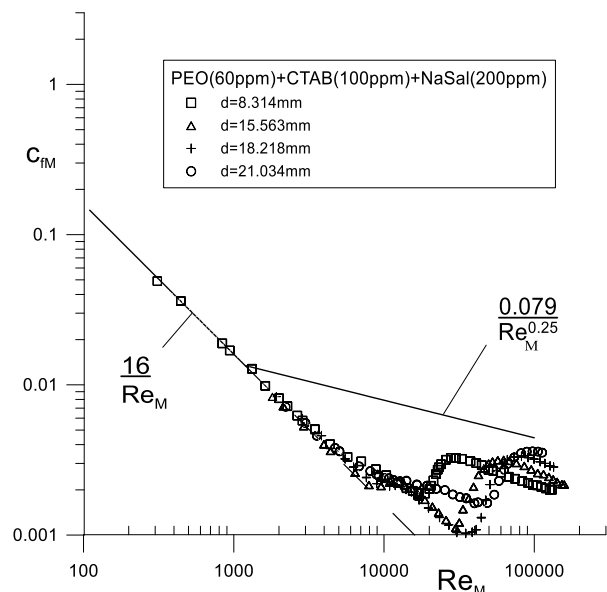 1
PEO(60ppm)+CTAB(100ppm)+NaSal(200ppm)
d=8.314mm
d=15.563mm
d=18.218mm
d=21.034mm
c_fM
0.1
0.079
Re_M^0.25
16
Re_M
0.01
0.001
100
1000
10000
100000
Re_M